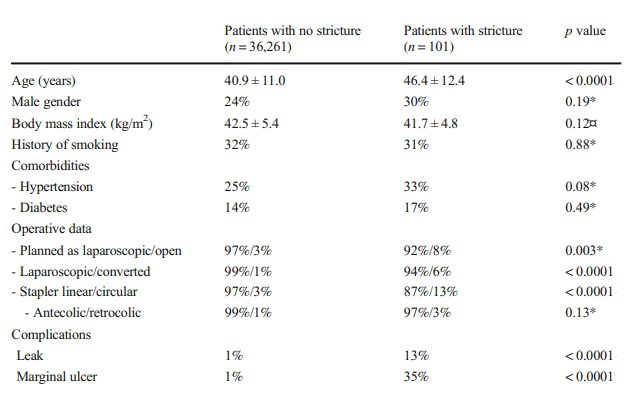 Patients with no stricture Patients with stricture p value
(n = 36,261) (n = 101)
Age (years) 40.9 ± 11.0 46.4 ± 12.4 < 0.0001
Male gender 24% 30% 0.19*
Body mass index (kg/m²) 42.5 ± 5.4 41.7 ± 4.8 0.12¤
History of smoking 32% 31% 0.88*
Comorbidities
- Hypertension 25% 33% 0.08*
- Diabetes 14% 17% 0.49*
Operative data
- Planned as laparoscopic/open 97%/3% 92%/8% 0.003*
- Laparoscopic/converted 99%/1% 94%/6% < 0.0001
- Stapler linear/circular 97%/3% 87%/13% < 0.0001
- Antecolic/retrocolic 99%/1% 97%/3% 0.13*
Complications
Leak 1% 13% < 0.0001
Marginal ulcer 1% 35% < 0.0001